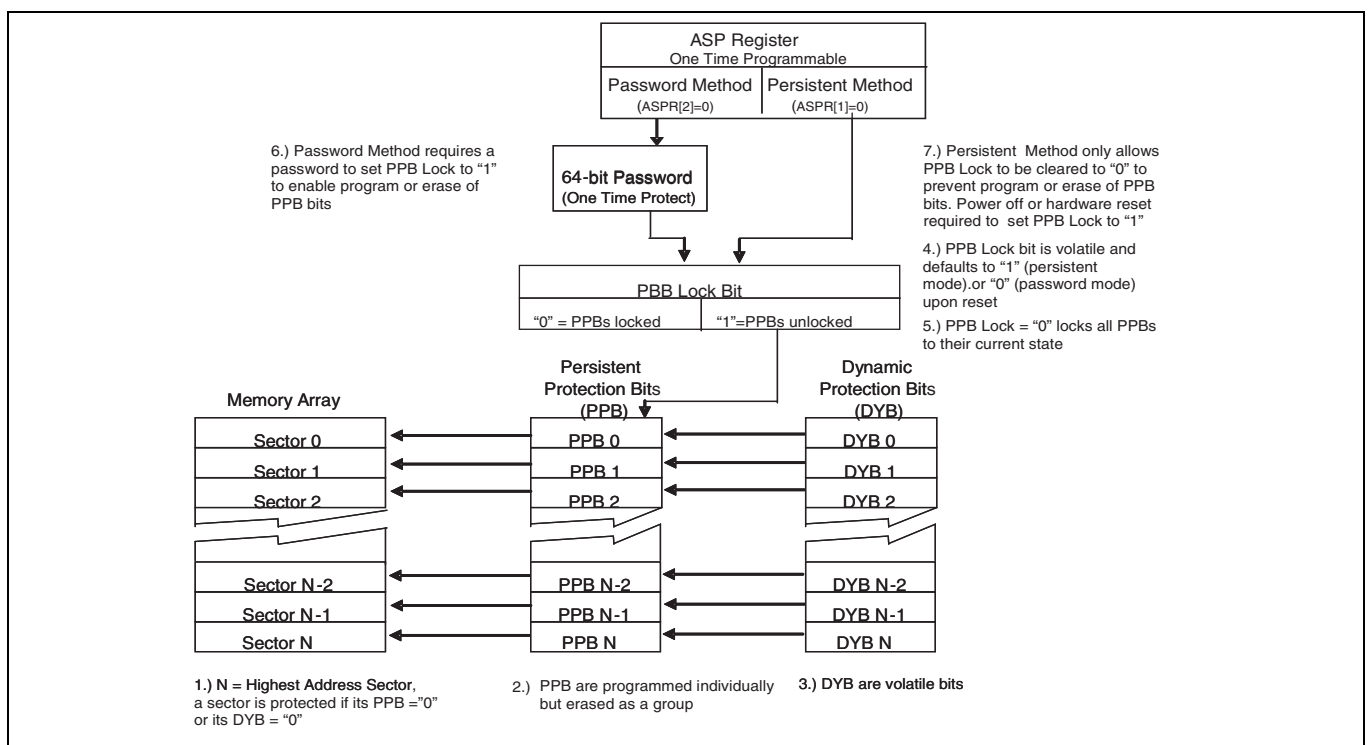 ASP Register
One Time Programmable
Password Method
(ASPR[2]=0)
Persistent Method
(ASPR[1]=0)
6.) Password Method requires a
password to set PPB Lock to “1”
to enable program or erase of
PPB bits
64-bit Password
(One Time Protect)
7.) Persistent Method only allows
PPB Lock to be cleared to “0” to
prevent program or erase of PPB
bits. Power off or hardware reset
required to set PPB Lock to “1”
4.) PPB Lock bit is volatile and
defaults to “1” (persistent
mode).or “0” (password mode)
upon reset
5.) PPB Lock = “0” locks all PPBs
to their current state
PBB Lock Bit
“0” = PPBs locked
“1”=PPBs unlocked
Memory Array
Persistent
Protection Bits
(PPB)
Dynamic
Protection Bits
(DYB)
Sector 0
PPB 0
DYB 0
Sector 1
PPB 1
DYB 1
Sector 2
PPB 2
DYB 2
Sector N-2
PPB N-2
DYB N-2
Sector N-1
PPB N-1
DYB N-1
Sector N
PPB N
DYB N
1.) N = Highest Address Sector,
a sector is protected if its PPB =”0”
or its DYB = “0”
2.) PPB are programmed individually
but erased as a group
3.) DYB are volatile bits